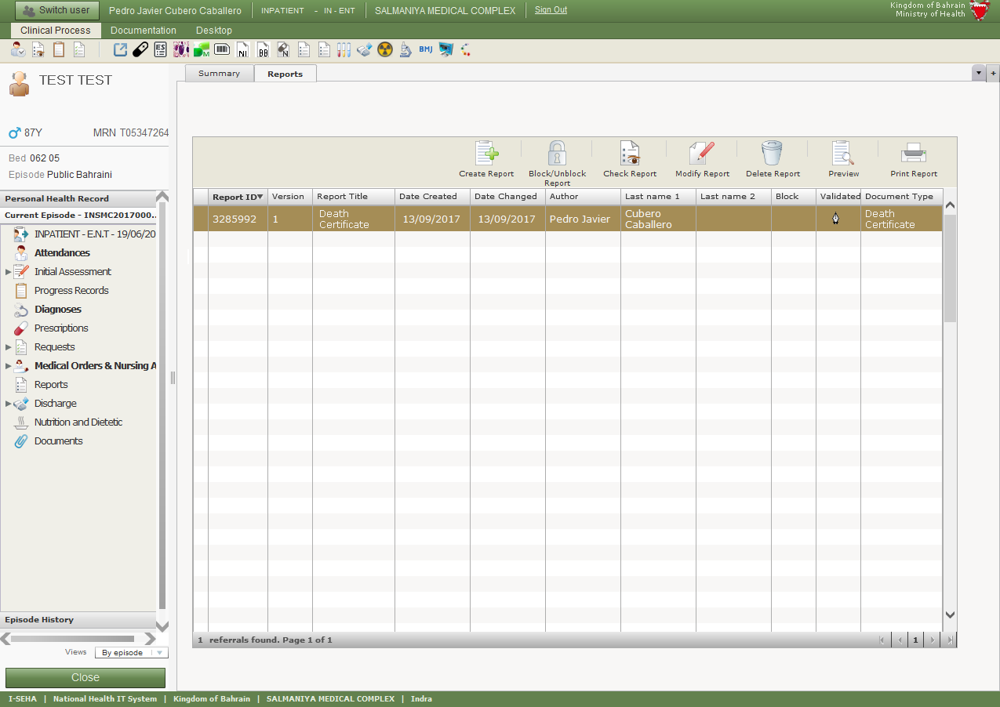 Switch user
Pedro Javier Cubero Caballero
INPATIENT - IN - ENT
SALMANIYA MEDICAL COMPLEX
Sign Out
Kingdom of Bahrain
Ministry of Health
Clinical Process
Documentation
Desktop
ES
M
NI
BB
N
BMJ
TEST TEST
87Y
MRN T05347264
Bed 062 05
Episode Public Bahraini
Personal Health Record
Current Episode - INSMC2017000..
INPATIENT - E.N.T - 19/06/20
Attendances
Initial Assessment
Progress Records
Diagnoses
Prescriptions
Requests
Medical Orders & Nursing A
Reports
Discharge
Nutrition and Dietetic
Documents
Episode History
Views
By episode
Close
Summary
Reports
+
Create Report
Block/Unblock
Report
Check Report
Modify Report
Delete Report
Preview
Print Report
Report ID▼ Version Report Title Date Created Date Changed Author Last name 1 Last name 2 Block Validated Document Type
3285992 1 Death Certificate 13/09/2017 13/09/2017 Pedro Javier Cubero Caballero Death Certificate
1 referrals found. Page 1 of 1
1
I-SEHA | National Health IT System | Kingdom of Bahrain | SALMANIYA MEDICAL COMPLEX | Indra